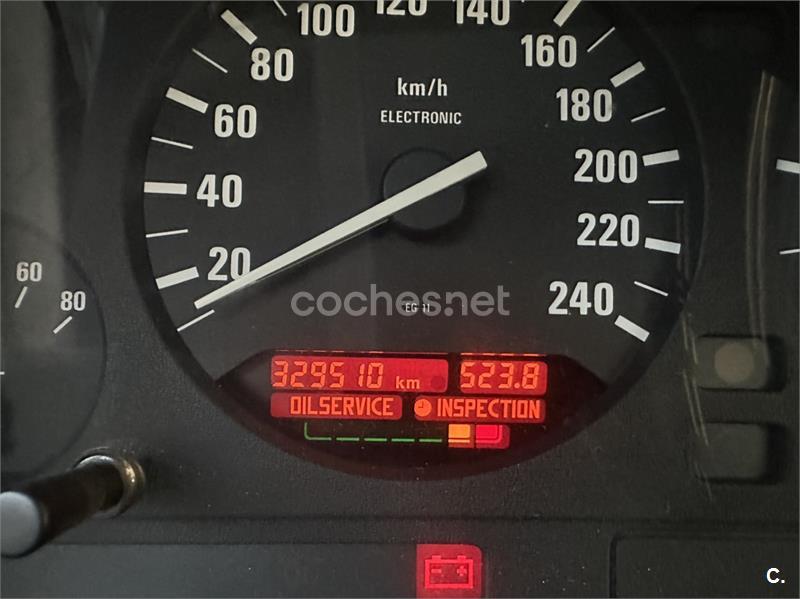 100 120 140
80 160
km/h
ELECTRONIC
60 180
40 200
20 220
240
60
80
coches.net
329510 km 523.8
OILSERVICE INSPECTION
- +
C.